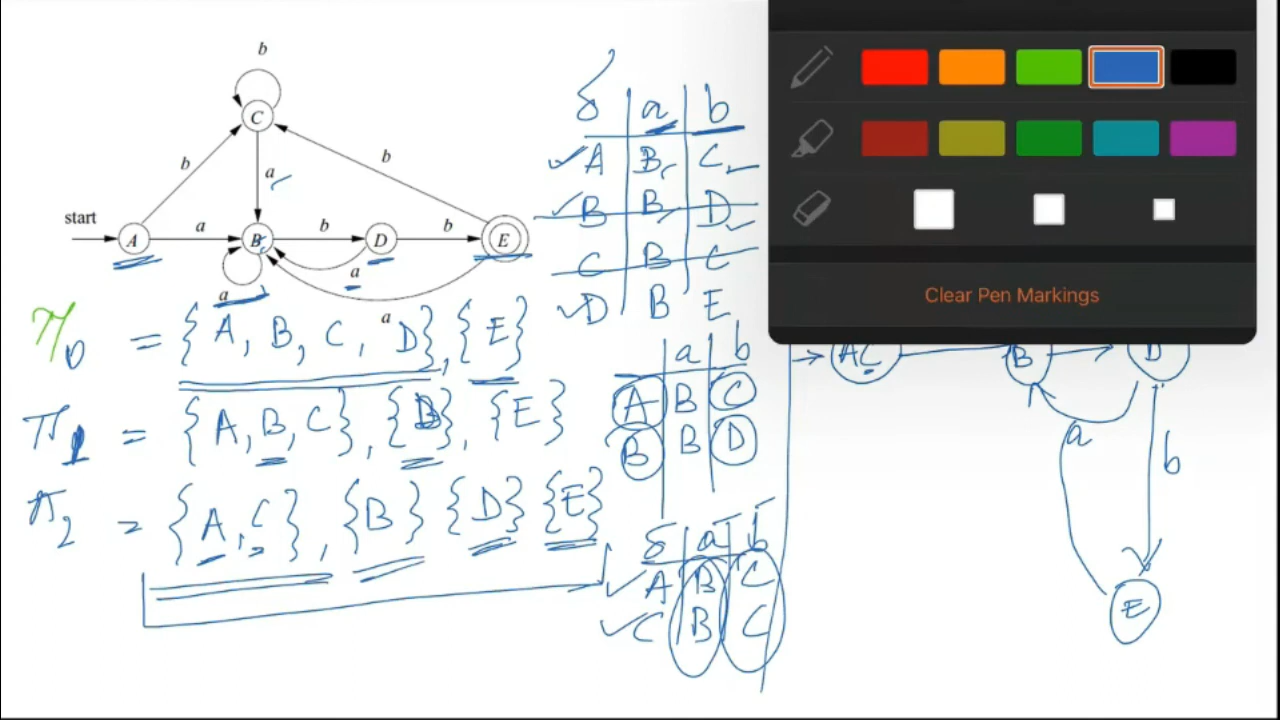 b
C
b
a
b
start
A
a
B
b
D
b
E
a
a
a
δ a b
A B C
B B D
C B C
D B E
Clear Pen Markings
π0 = {A, B, C, D}, {E}
π1 = {A, B, C}, {D}, {E}
π2 = {A, C}, {B} {D} {E}
a b
A B C
B B D
δ a b
A B C
C B C
AC B D
a
b
E